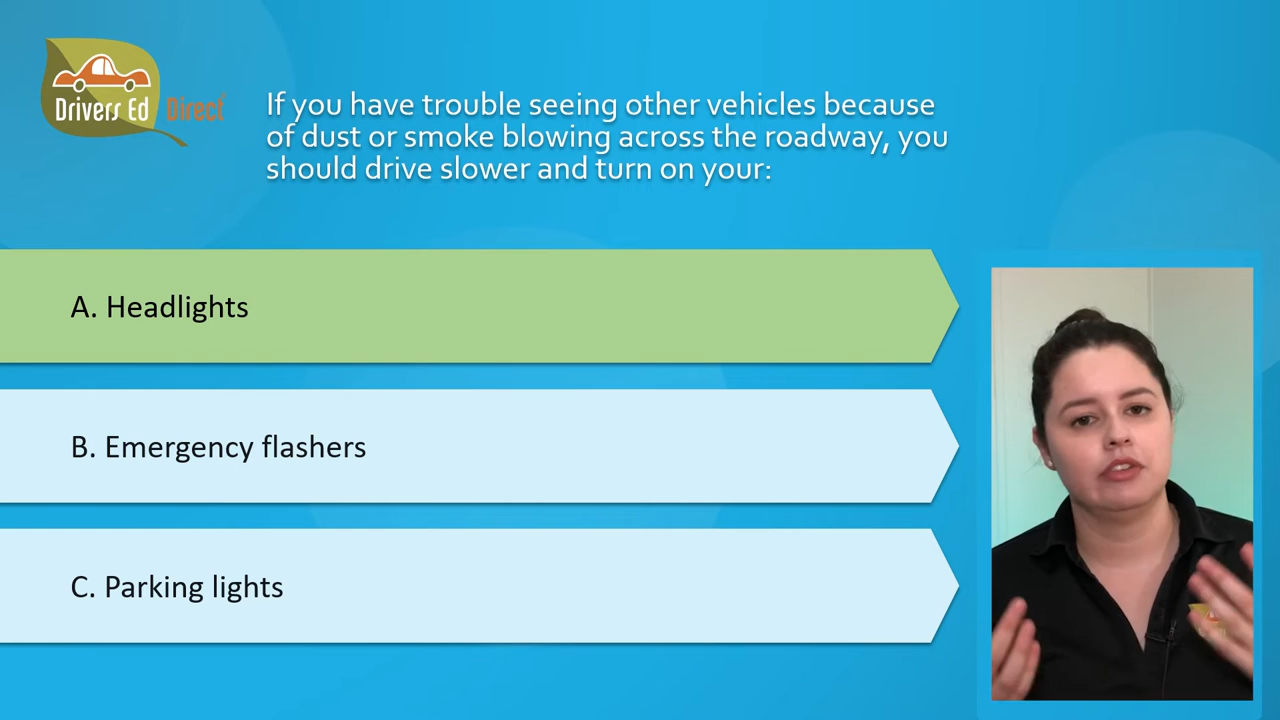 Drivers Ed Direct
If you have trouble seeing other vehicles because
of dust or smoke blowing across the roadway, you
should drive slower and turn on your:
A. Headlights
B. Emergency flashers
C. Parking lights